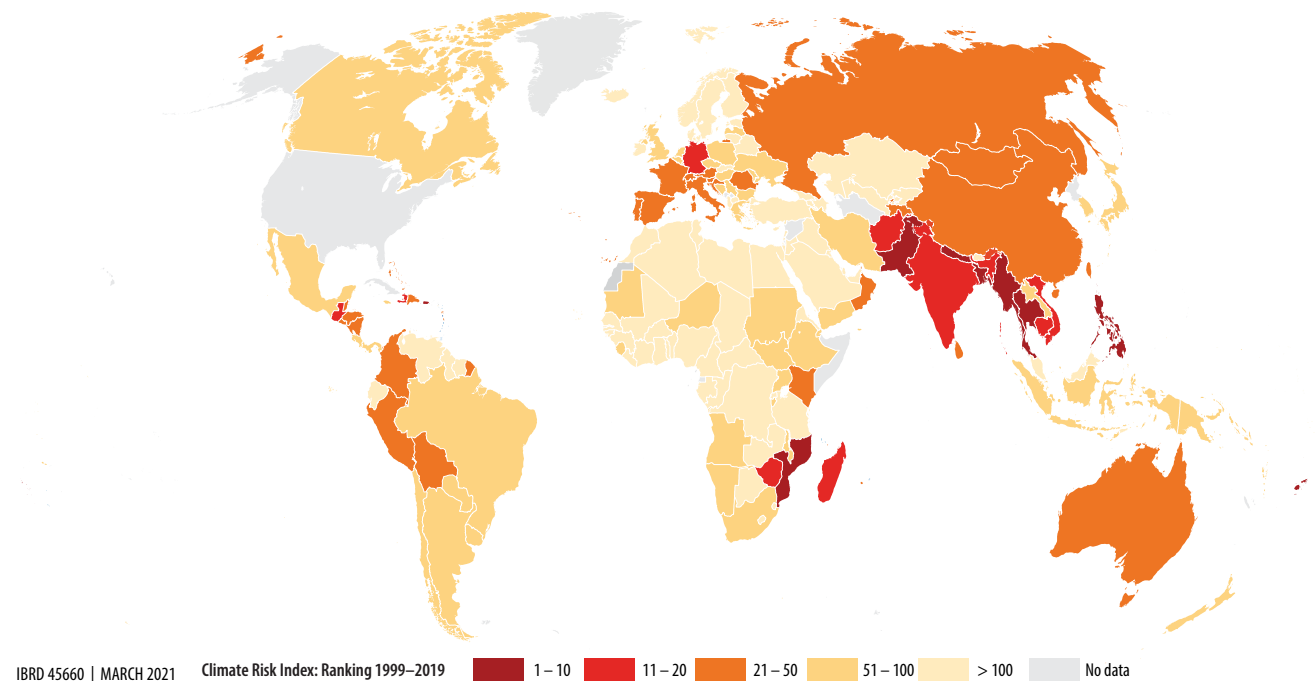 IBRD 45660 | MARCH 2021 Climate Risk Index: Ranking 1999–2019 1 – 10 11 – 20 21 – 50 51 – 100 > 100 No data